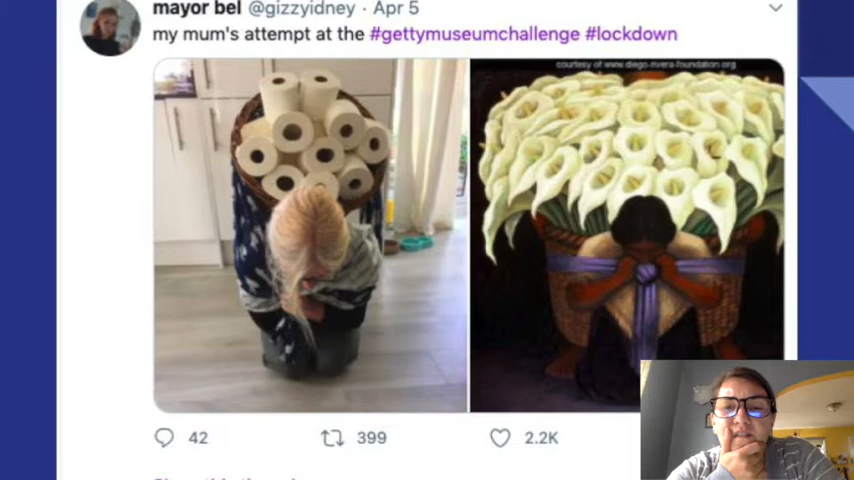 mayor bel @gizzyidney · Apr 5
my mum's attempt at the #gettymuseumchallenge #lockdown
courtesy of www.diego-rivera-foundation.org
42 399 2.2K